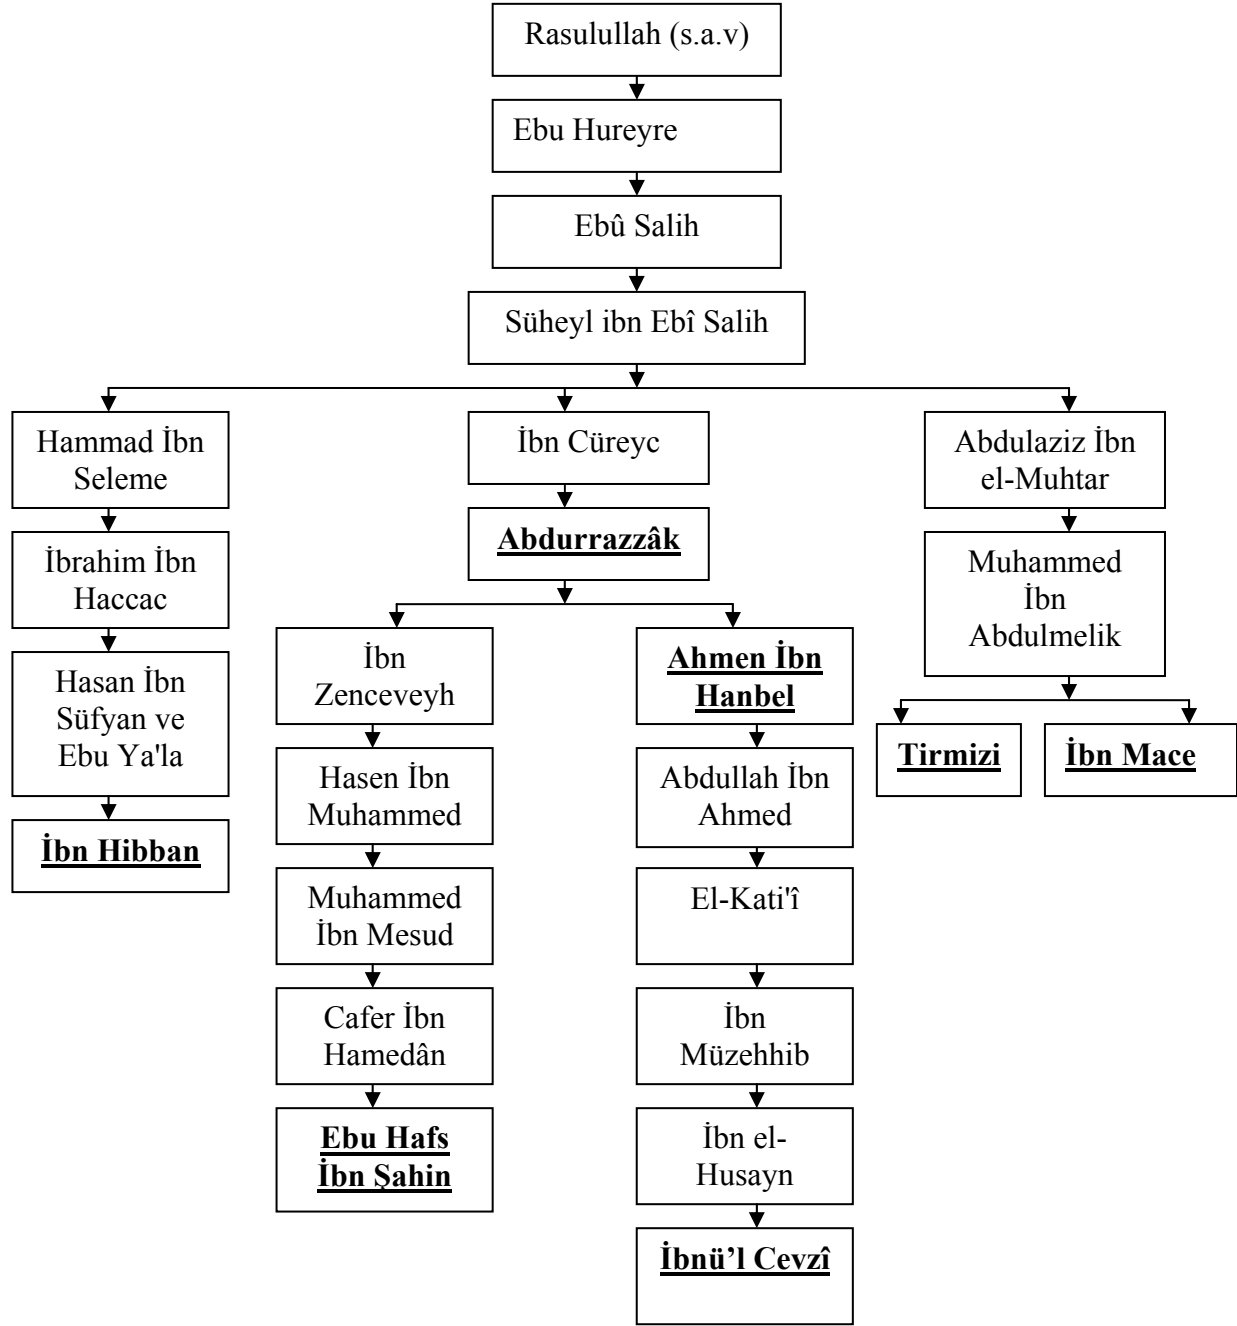 Rasulullah (s.a.v)
Ebu Hureyre
Ebû Salih
Süheyl ibn Ebî Salih
Hammad İbn
Seleme
İbn Cüreyc
Abdulaziz İbn
el-Muhtar
İbrahim İbn
Haccac
Abdurrazzâk
Muhammed
İbn
Abdulmelik
Hasan İbn
Süfyan ve
Ebu Ya'la
İbn
Zenceveyh
Ahmen İbn
Hanbel
Tirmizi
İbn Mace
İbn Hibban
Hasen İbn
Muhammed
Abdullah İbn
Ahmed
Muhammed
İbn Mesud
El-Kati'î
Cafer İbn
Hamedân
İbn
Müzehhib
Ebu Hafs
İbn Şahin
İbn el-
Husayn
İbnü’l Cevzî